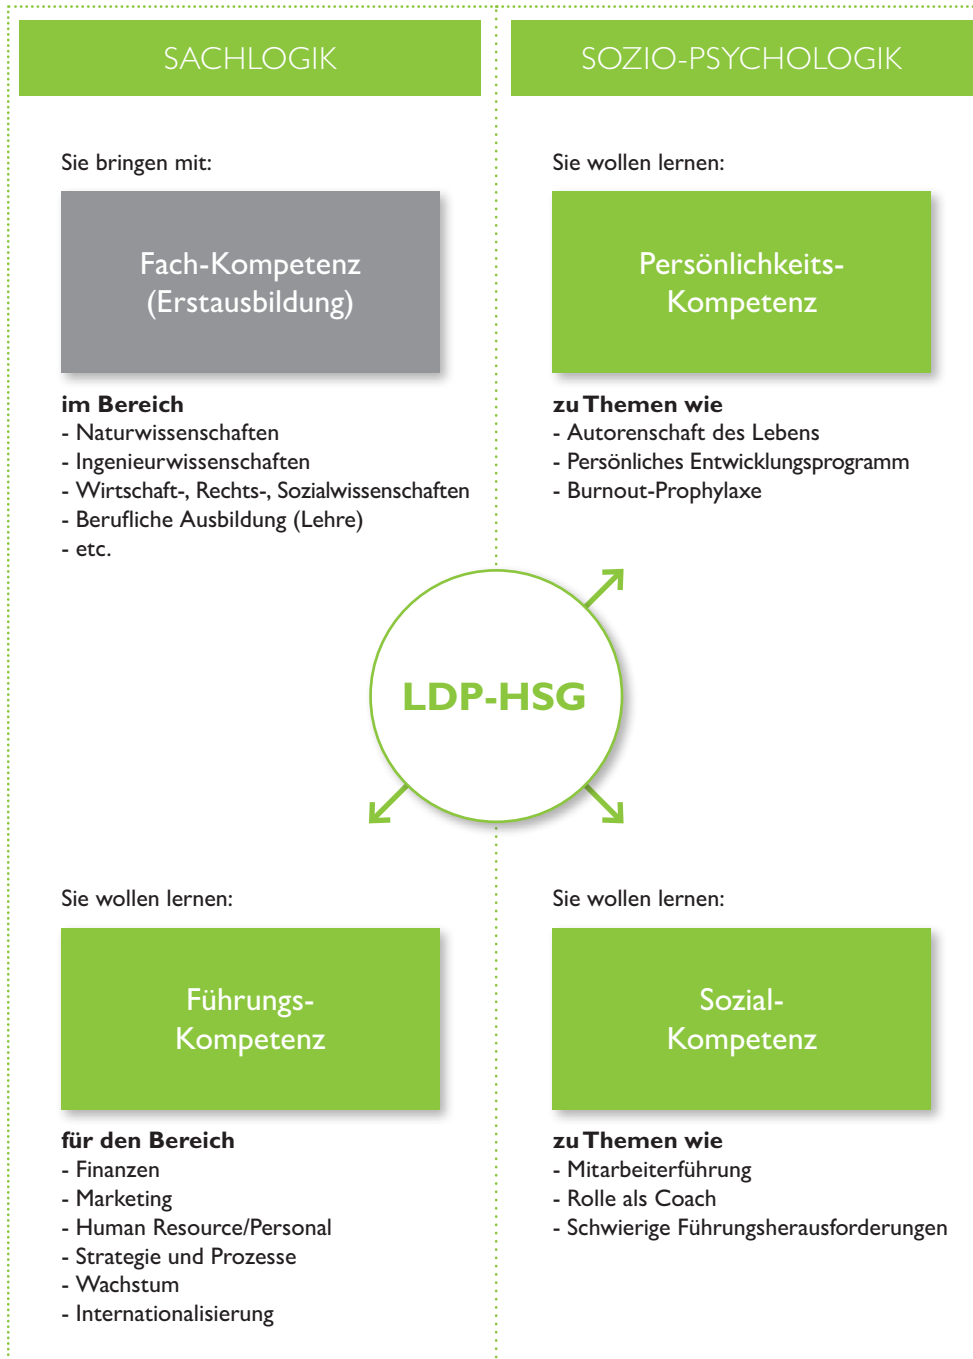 SACHLOGIK
SOZIO-PSYCHOLOGIK
Sie bringen mit:
Fach-Kompetenz
(Erstausbildung)
im Bereich
- Naturwissenschaften
- Ingenieurwissenschaften
- Wirtschaft-, Rechts-, Sozialwissenschaften
- Berufliche Ausbildung (Lehre)
- etc.
Sie wollen lernen:
Persönlichkeits-
Kompetenz
zu Themen wie
- Autorenschaft des Lebens
- Persönliches Entwicklungsprogramm
- Burnout-Prophylaxe
LDP-HSG
Sie wollen lernen:
Führungs-
Kompetenz
für den Bereich
- Finanzen
- Marketing
- Human Resource/Personal
- Strategie und Prozesse
- Wachstum
- Internationalisierung
Sie wollen lernen:
Sozial-
Kompetenz
zu Themen wie
- Mitarbeiterführung
- Rolle als Coach
- Schwierige Führungsherausforderungen